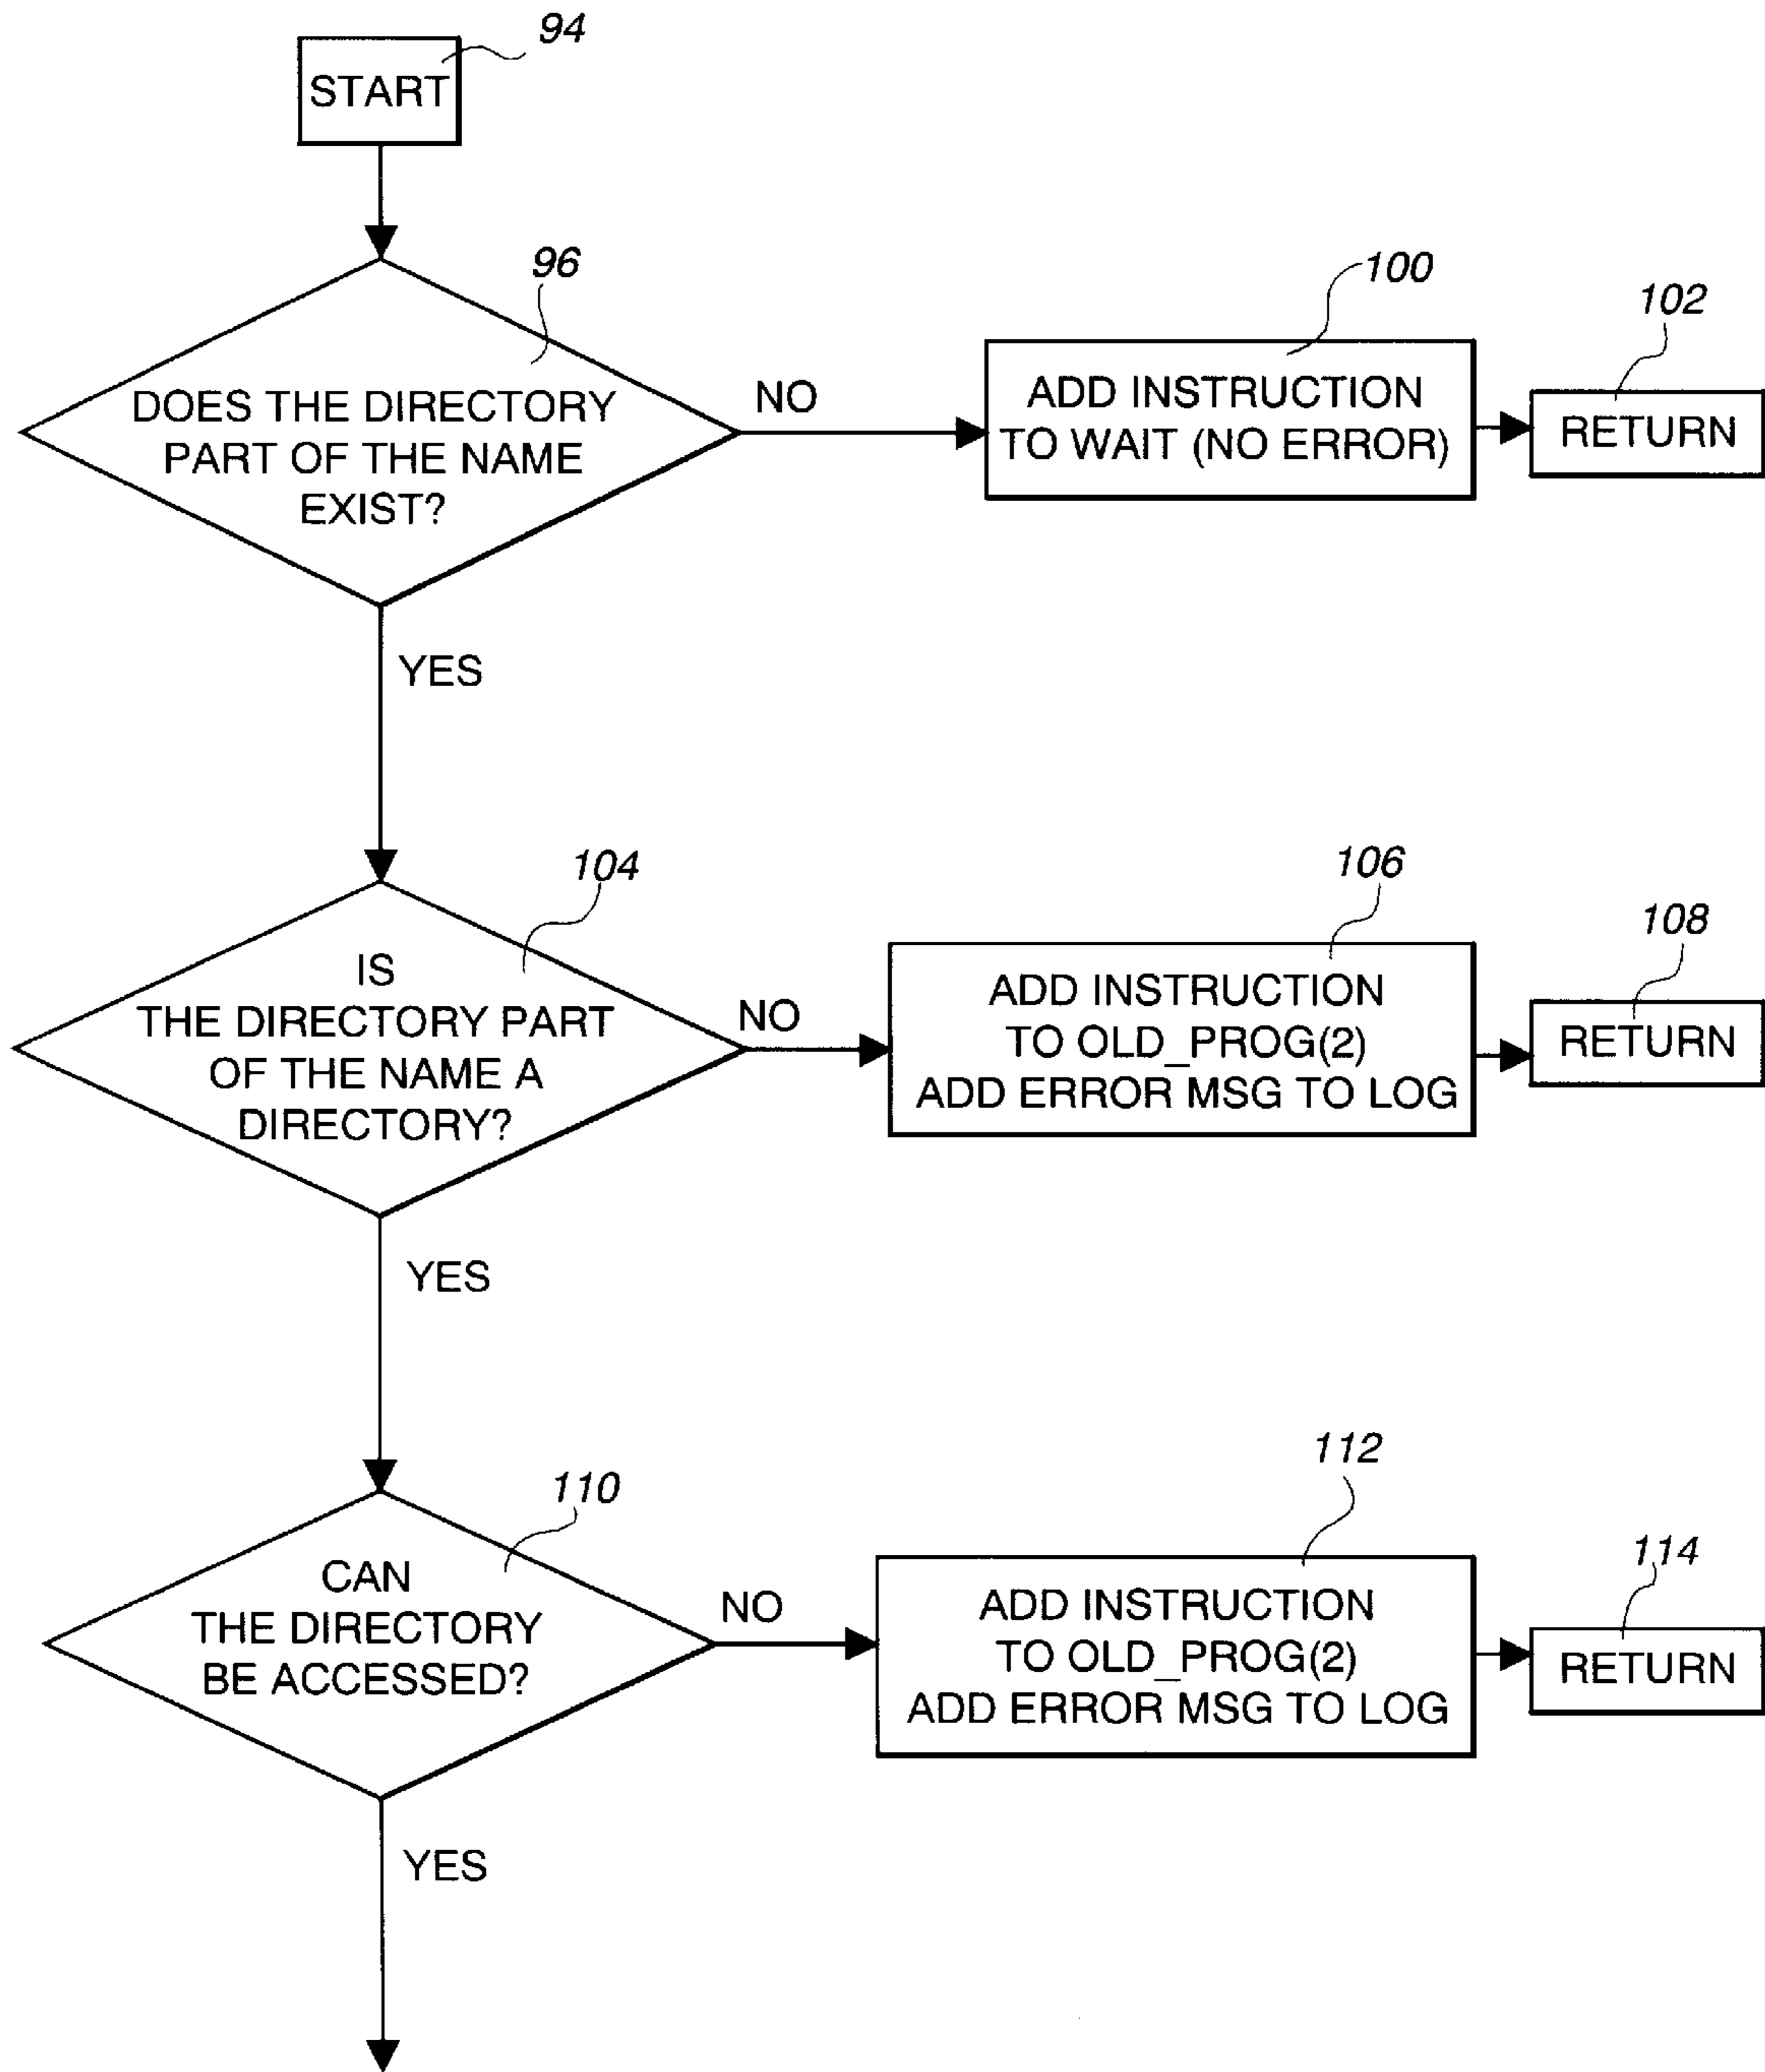 94
START
96
DOES THE DIRECTORY
PART OF THE NAME
EXIST?
NO
100
ADD INSTRUCTION
TO WAIT (NO ERROR)
102
RETURN
YES
104
IS
THE DIRECTORY PART
OF THE NAME A
DIRECTORY?
NO
106
ADD INSTRUCTION
TO OLD_PROG(2)
ADD ERROR MSG TO LOG
108
RETURN
YES
110
CAN
THE DIRECTORY
BE ACCESSED?
NO
112
ADD INSTRUCTION
TO OLD_PROG(2)
ADD ERROR MSG TO LOG
114
RETURN
YES